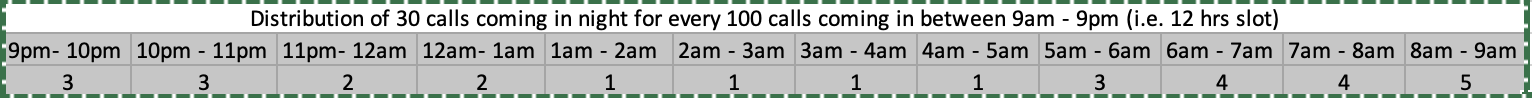 Distribution of 30 calls coming in night for every 100 calls coming in between 9am - 9pm (i.e. 12 hrs slot)
9pm- 10pm 10pm - 11pm 11pm- 12am 12am- 1am 1am - 2am 2am - 3am 3am - 4am 4am - 5am 5am - 6am 6am - 7am 7am - 8am 8am - 9am
3 3 2 2 1 1 1 1 3 4 4 5